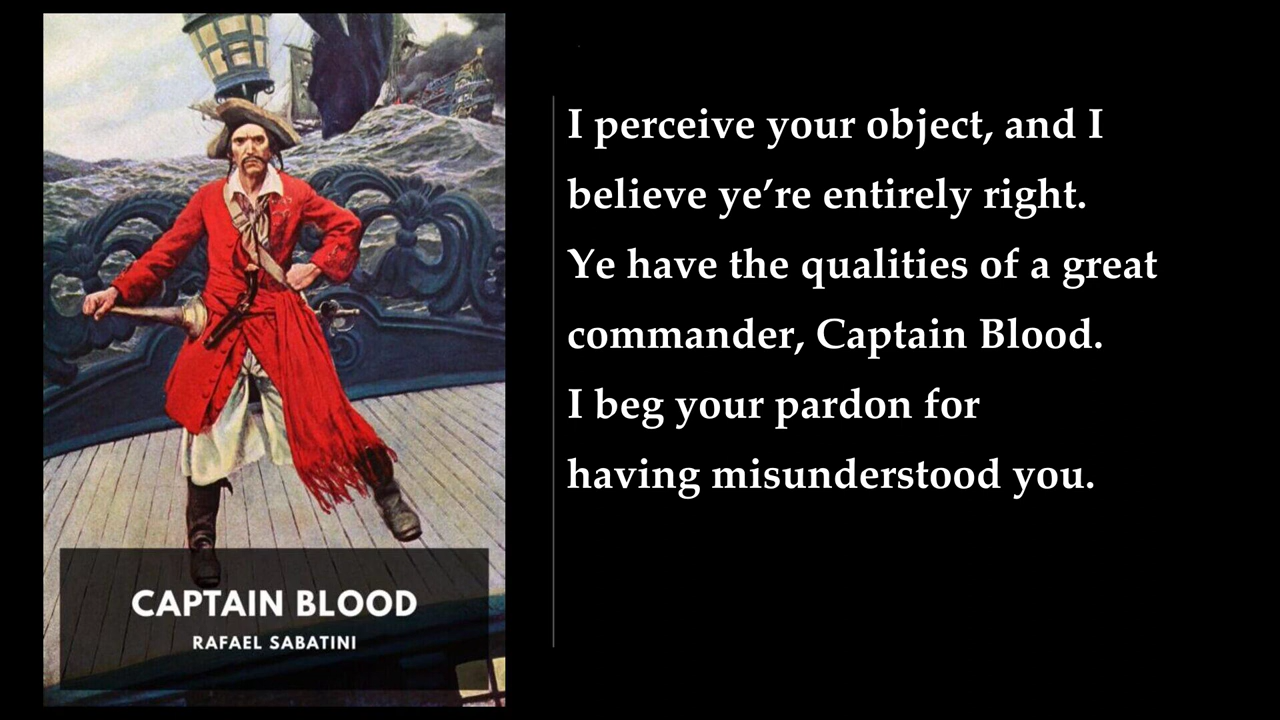 CAPTAIN BLOOD
RAFAEL SABATINI
I perceive your object, and I
believe ye’re entirely right.
Ye have the qualities of a great
commander, Captain Blood.
I beg your pardon for
having misunderstood you.